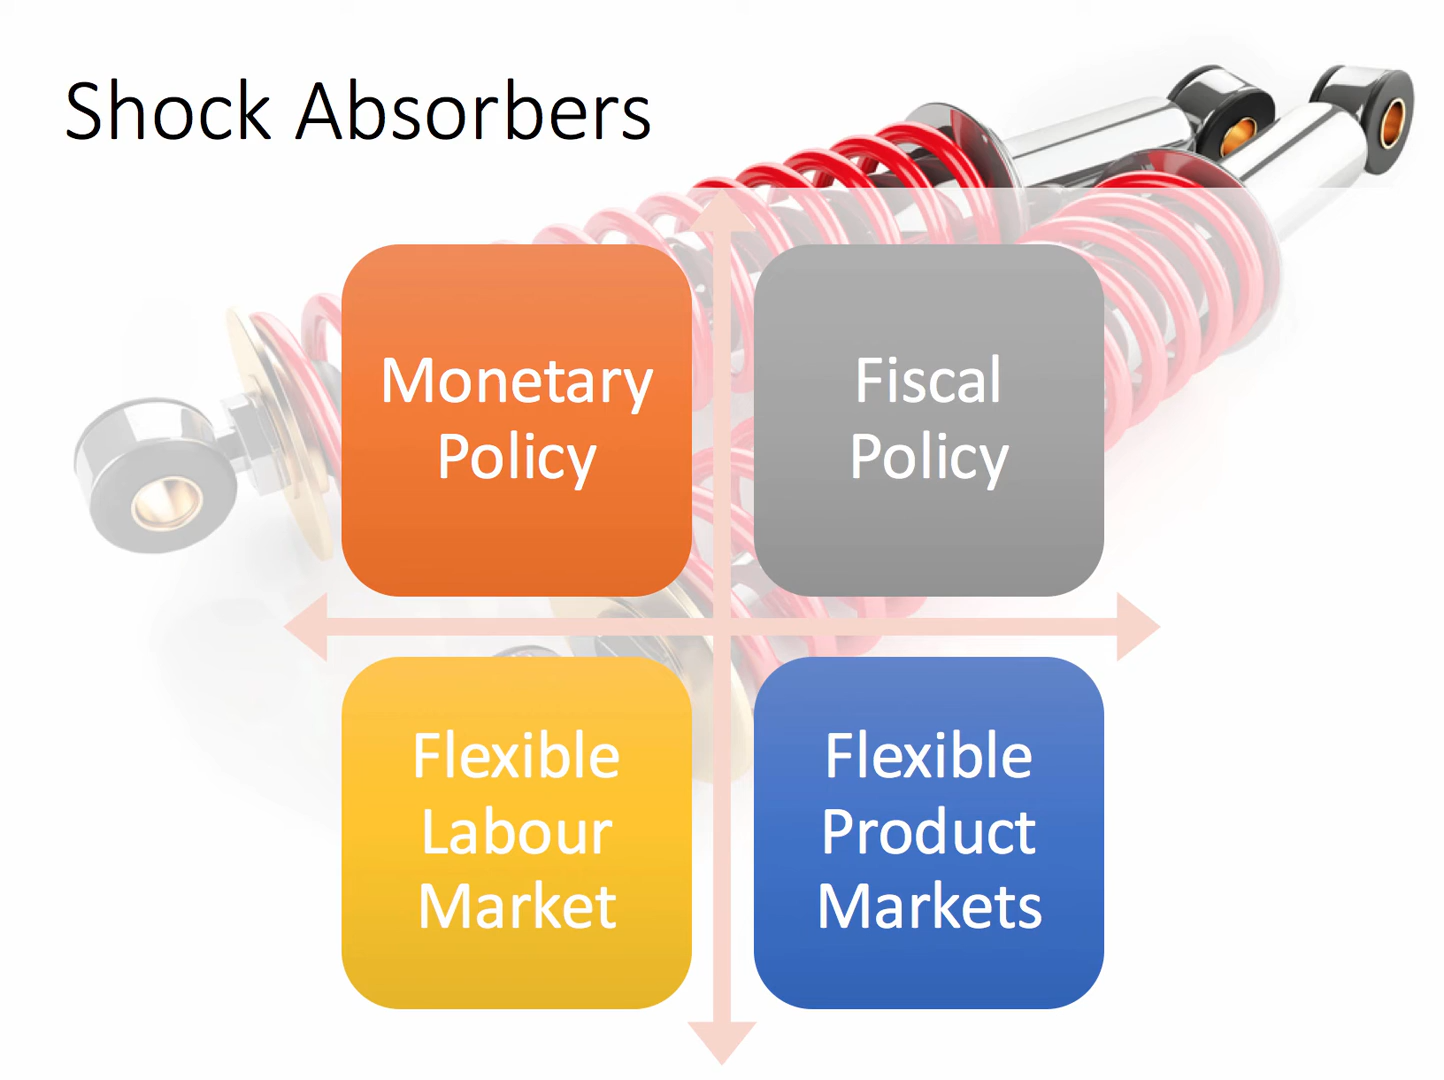 Shock Absorbers
Monetary
Policy
Fiscal
Policy
Flexible
Labour
Market
Flexible
Product
Markets